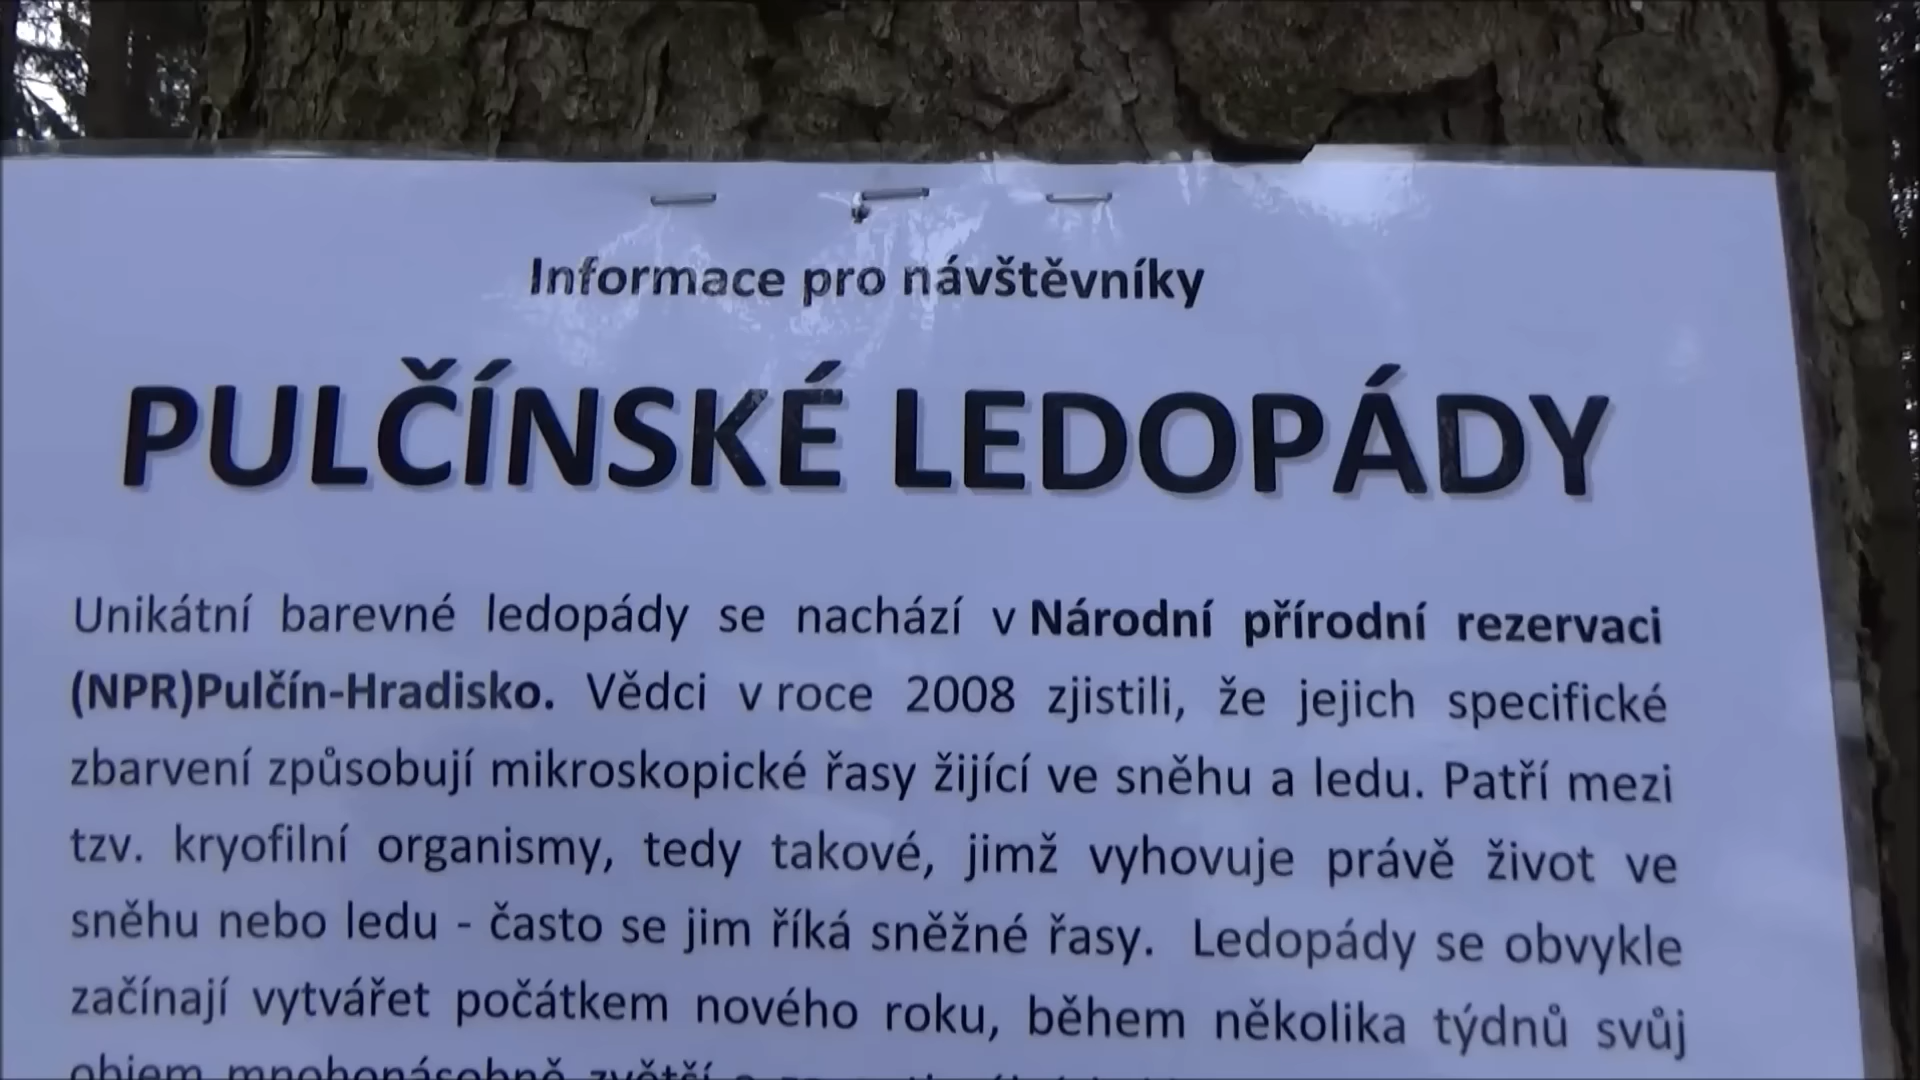 Informace pro návštěvníky
PULČÍNSKÉ LEDOPÁDY
Unikátní barevné ledopády se nachází v Národní přírodní rezervaci
(NPR)Pulčín-Hradisko. Vědci v roce 2008 zjistili, že jejich specifické
zbarvení způsobují mikroskopické řasy žijící ve sněhu a ledu. Patří mezi
tzv. kryofilní organismy, tedy takové, jimž vyhovuje právě život ve
sněhu nebo ledu - často se jim říká sněžné řasy. Ledopády se obvykle
začínají vytvářet počátkem nového roku, během několika týdnů svůj
objem mnohonásobně zvětší a